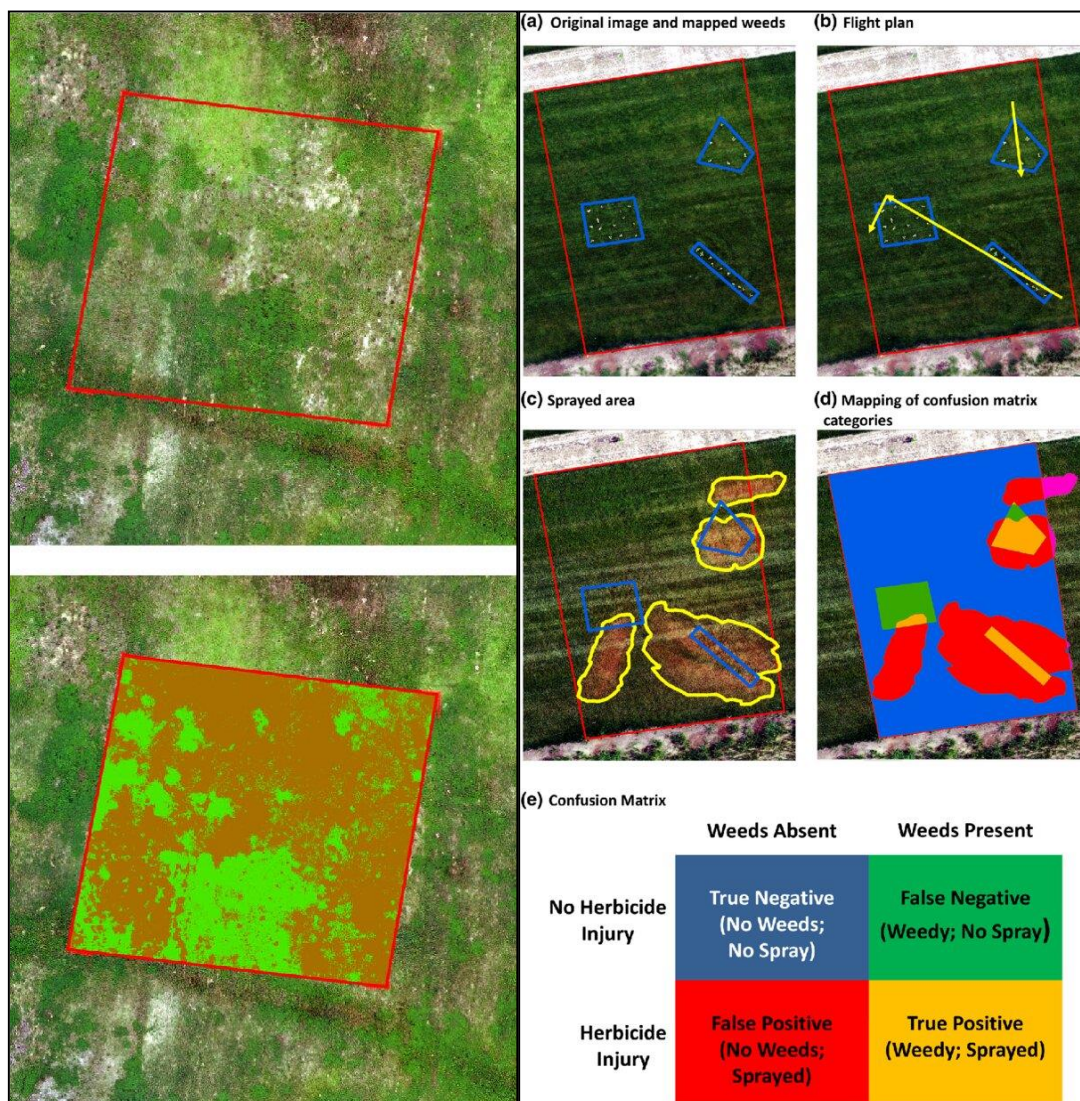 (a) Original image and mapped weeds
(b) Flight plan
(c) Sprayed area
(d) Mapping of confusion matrix
categories
(e) Confusion Matrix
Weeds Absent
Weeds Present
No Herbicide
Injury
True Negative
(No Weeds;
No Spray)
False Negative
(Weedy; No Spray)
Herbicide
Injury
False Positive
(No Weeds;
Sprayed)
True Positive
(Weedy; Sprayed)